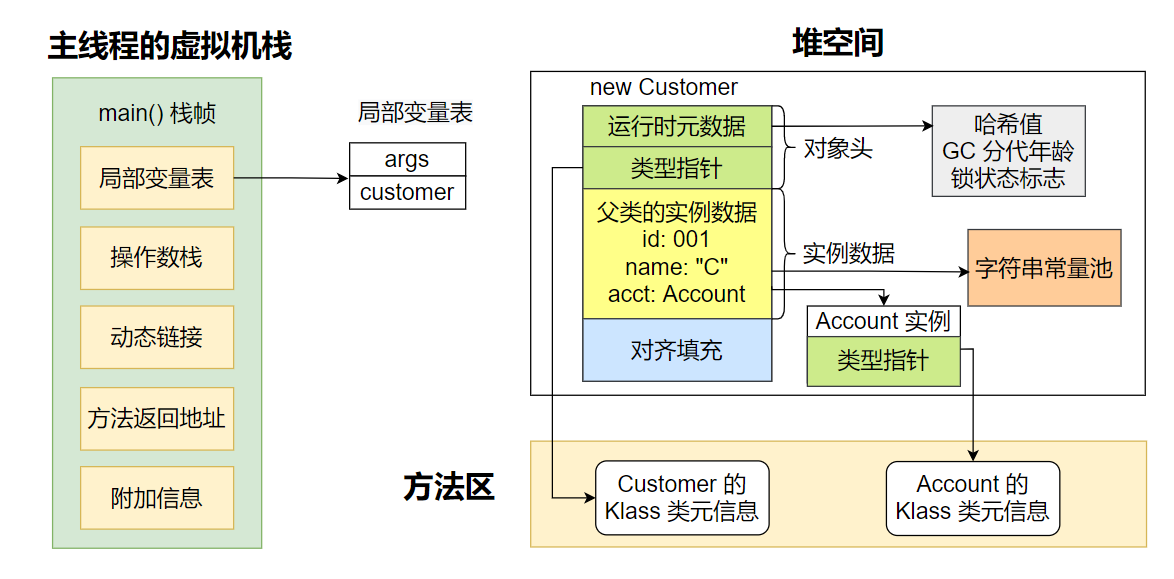 主线程的虚拟机栈
main() 栈帧
局部变量表
操作数栈
动态链接
方法返回地址
附加信息
局部变量表
args
customer
堆空间
new Customer
运行时元数据
类型指针
对象头
哈希值
GC 分代年龄
锁状态标志
父类的实例数据
id: 001
name: "C"
acct: Account
实例数据
字符串常量池
对齐填充
Account 实例
类型指针
方法区
Customer 的
Klass 类元信息
Account 的
Klass 类元信息